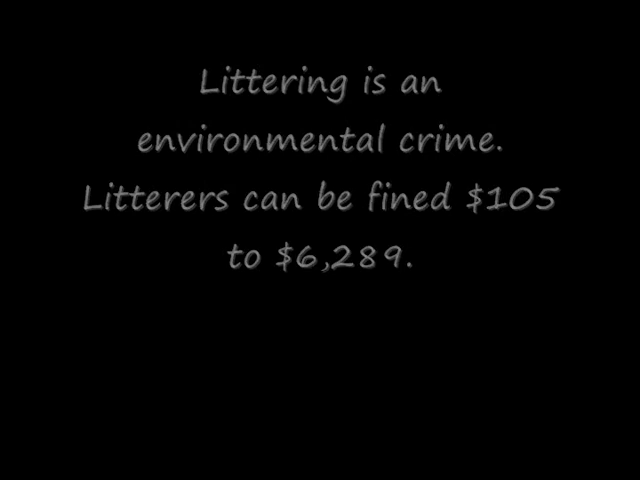 Littering is an
environmental crime.
Litterers can be fined $105
to $6,289.